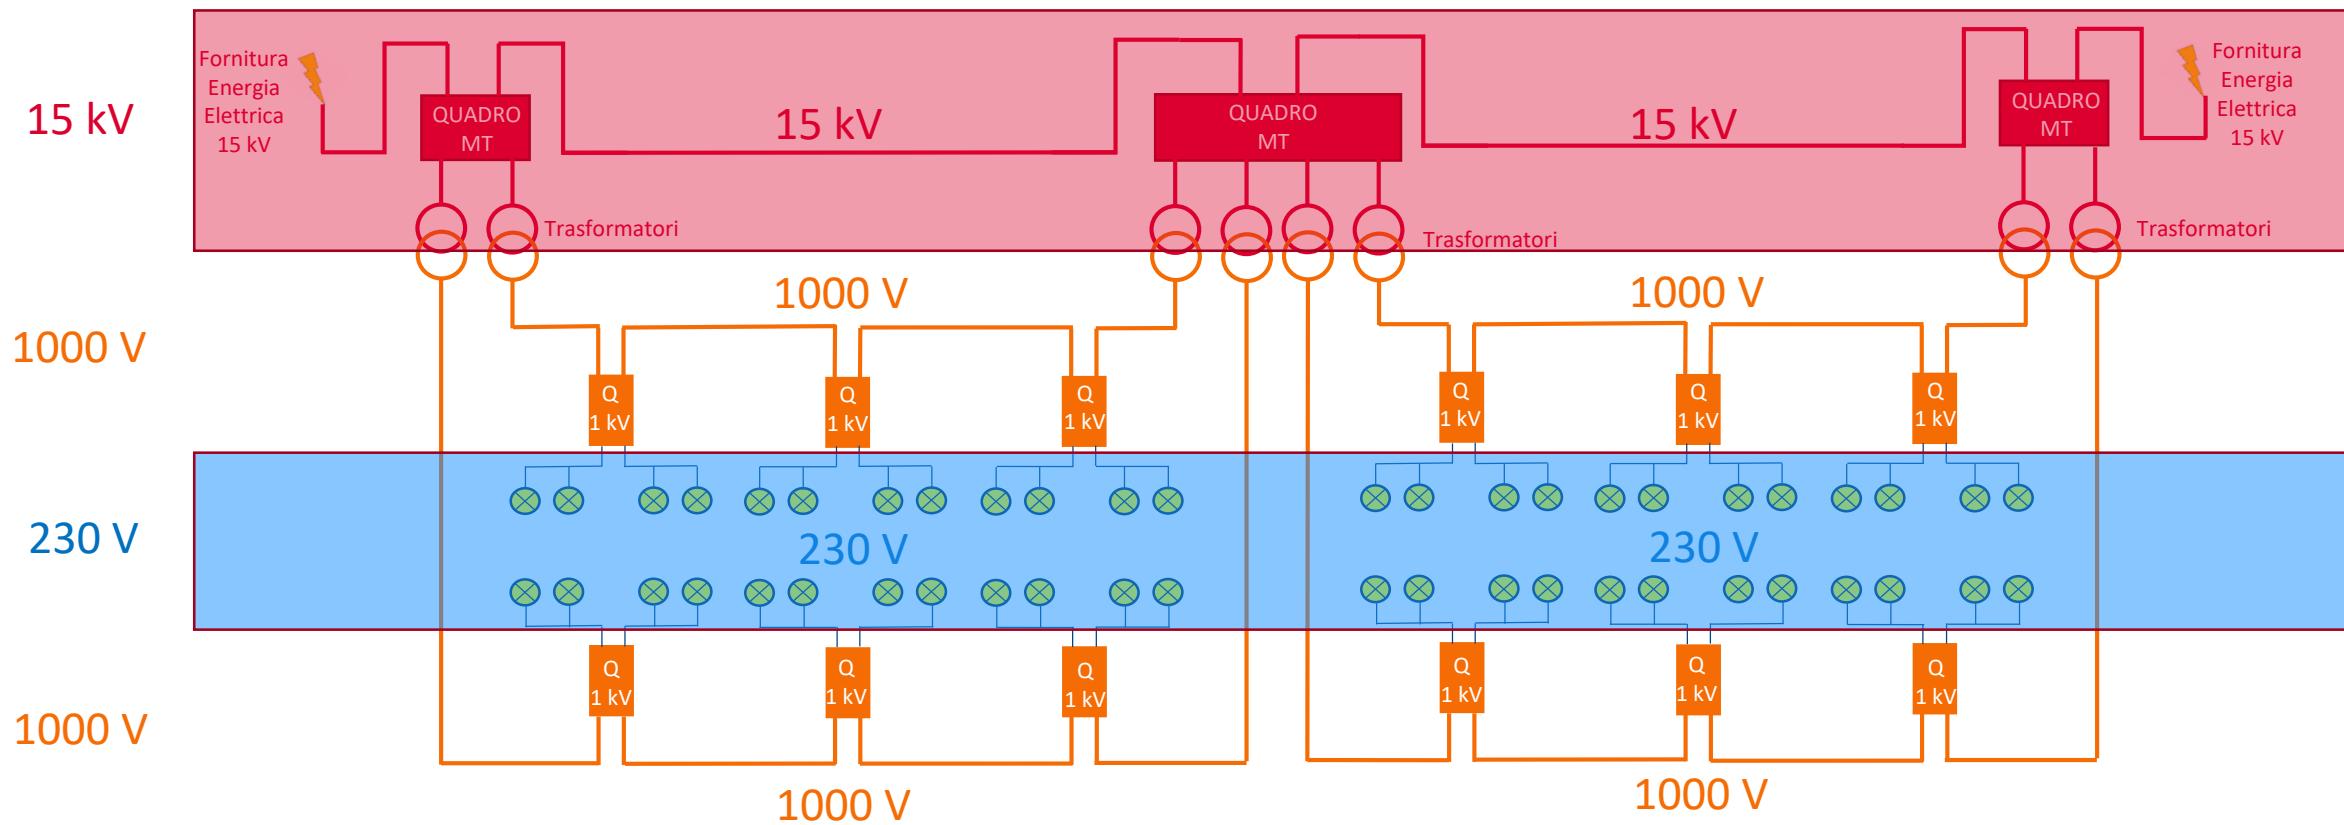 Fornitura
Energia
Elettrica
15 kV
Fornitura
Energia
Elettrica
15 kV
15 kV
QUADRO
MT
15 kV
QUADRO
MT
15 kV
QUADRO
MT
Trasformatori
Trasformatori
Trasformatori
1000 V
1000 V
1000 V
Q
1 kV
Q
1 kV
Q
1 kV
Q
1 kV
Q
1 kV
Q
1 kV
230 V
230 V
230 V
Q
1 kV
Q
1 kV
Q
1 kV
Q
1 kV
Q
1 kV
Q
1 kV
1000 V
1000 V
1000 V